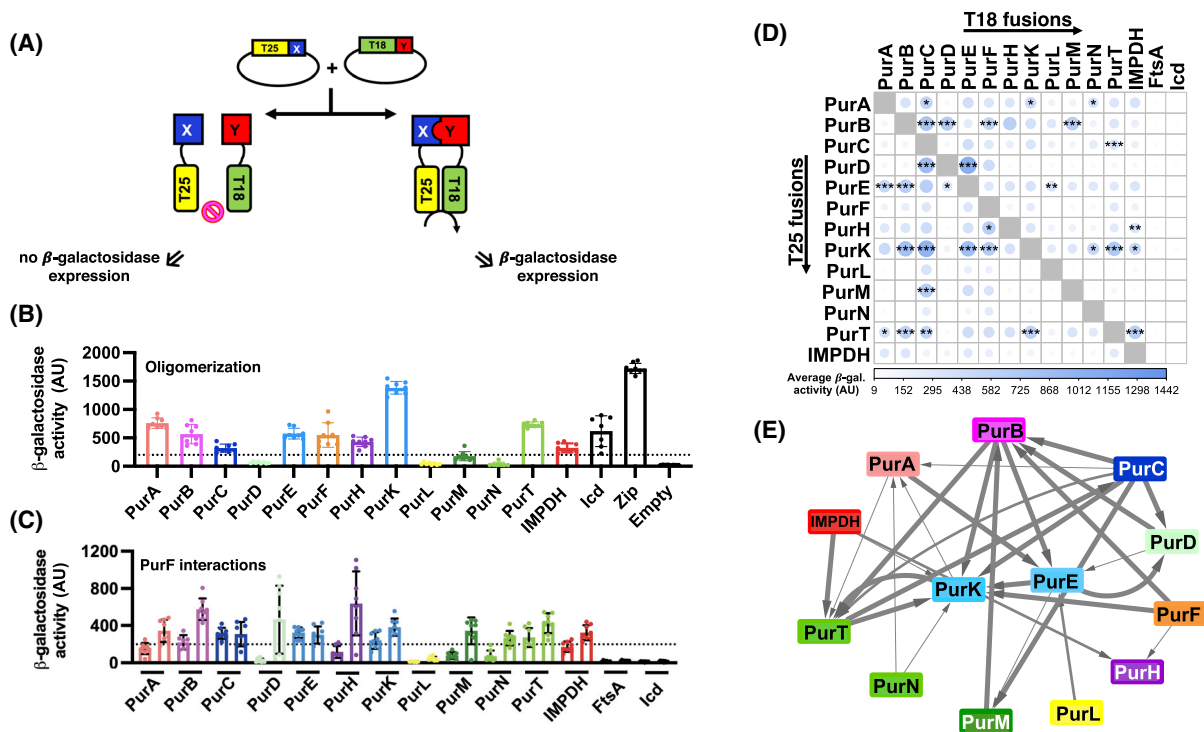 (A)
T25 X
T18 Y
+
X Y
X Y
T25 T18
T25 T18
no β-galactosidase
expression
β-galactosidase
expression
(B)
β-galactosidase
activity (AU)
2000
1500
1000
500
0
Oligomerization
PurA PurB PurC PurD PurE PurF PurH PurK PurL PurM PurN PurT IMPDH Icd Zip Empty
(C)
β-galactosidase
activity (AU)
1200
800
400
0
PurF interactions
PurA PurB PurC PurD PurE PurH PurK PurL PurM PurN PurT IMPDH FtsA Icd
(D)
T18 fusions
PurA PurB PurC PurD PurE PurF PurH PurK PurL PurM PurN PurT IMPDH FtsA Icd
T25 fusions
PurA * * *
PurB *** *** *** ***
PurC ***
PurD *** ***
PurE *** *** * **
PurF
PurH * **
PurK *** *** *** *** * *** *
PurL
PurM ***
PurN
PurT * *** ** *** ***
IMPDH
Average β-gal.
activity (AU)
9 152 295 438 582 725 868 1012 1155 1298 1442
(E)
PurB
PurA
PurC
IMPDH
PurD
PurK
PurE
PurF
PurT
PurH
PurN
PurL
PurM